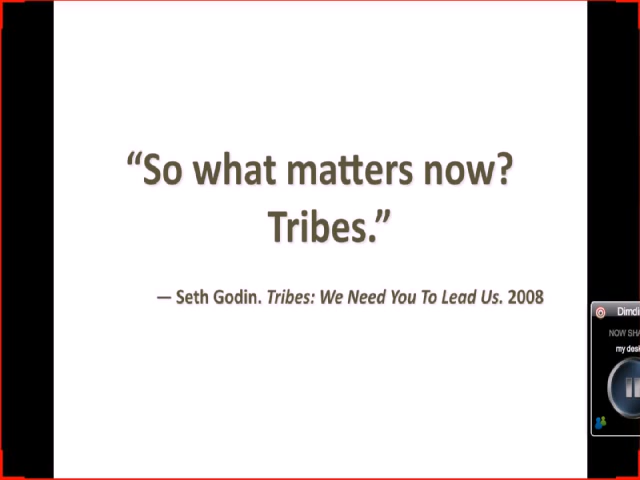 “So what matters now?
Tribes.”
— Seth Godin. Tribes: We Need You To Lead Us. 2008
Dimdi
NOW SHA
my desk